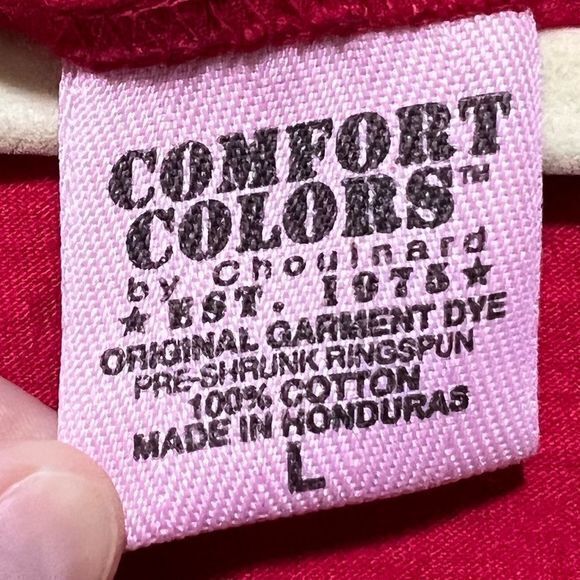 COMFORT
COLORS™
by Chouinard
★ EST. 1975 ★
ORIGINAL GARMENT DYE
PRE-SHRUNK RINGSPUN
100% COTTON
MADE IN HONDURAS
L